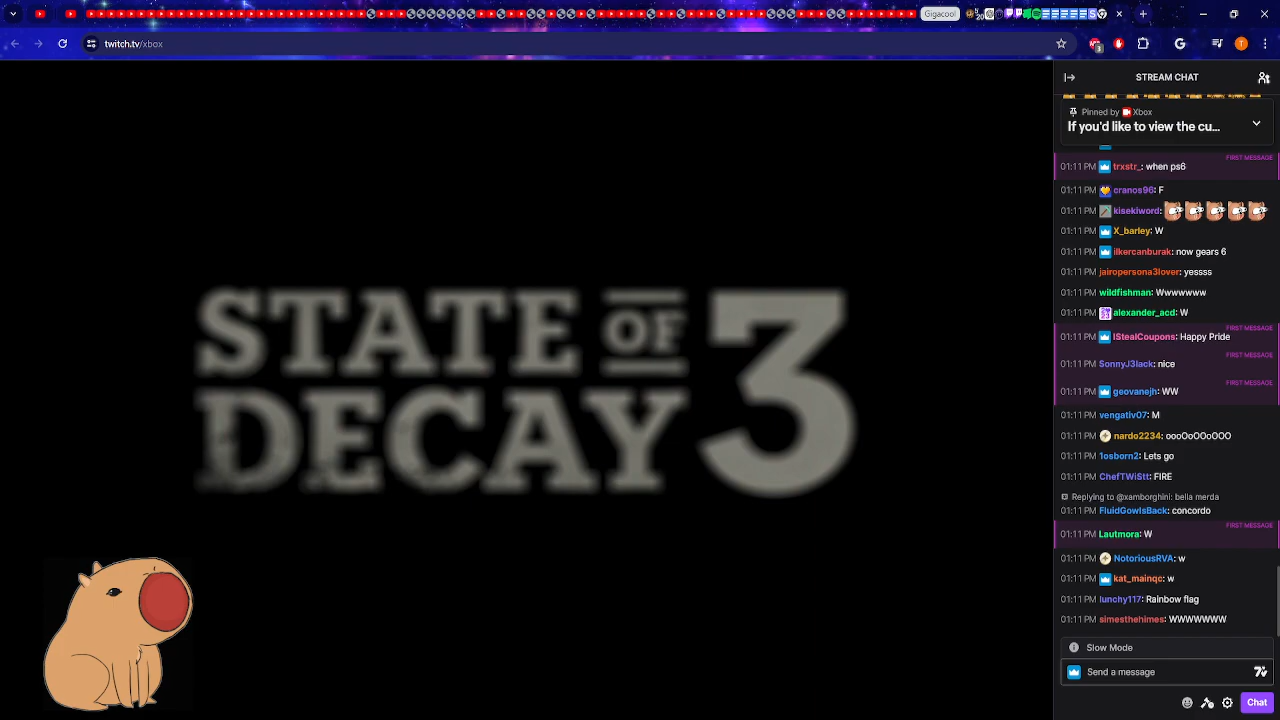 Gigacool
twitch.tv/xbox
STREAM CHAT
Pinned by Xbox
If you'd like to view the cu...
FIRST MESSAGE
01:11 PM trxstr_: when ps6
01:11 PM cranos96: F
01:11 PM kisekiword:
01:11 PM X_barley: W
01:11 PM ilkercanburak: now gears 6
01:11 PM jairopersona3lover: yessss
01:11 PM wildfishman: Wwwwwww
01:11 PM alexander_acd: W
FIRST MESSAGE
01:11 PM IStealCoupons: Happy Pride
FIRST MESSAGE
01:11 PM SonnyJ3lack: nice
FIRST MESSAGE
01:11 PM geovanejh: WW
01:11 PM vengativ07: M
01:11 PM nardo2234: oooOoOOoOOO
01:11 PM 1osborn2: Lets go
01:11 PM ChefTWiStt: FIRE
Replying to @xamborghini: bella merda
01:11 PM FluidGowIsBack: concordo
FIRST MESSAGE
01:11 PM Lautmora: W
01:11 PM NotoriousRVA: w
01:11 PM kat_mainqc: w
01:11 PM lunchy117: Rainbow flag
01:11 PM simesthehimes: WWWWWWW
Slow Mode
Send a message
Chat
STATE OF
DECAY 3